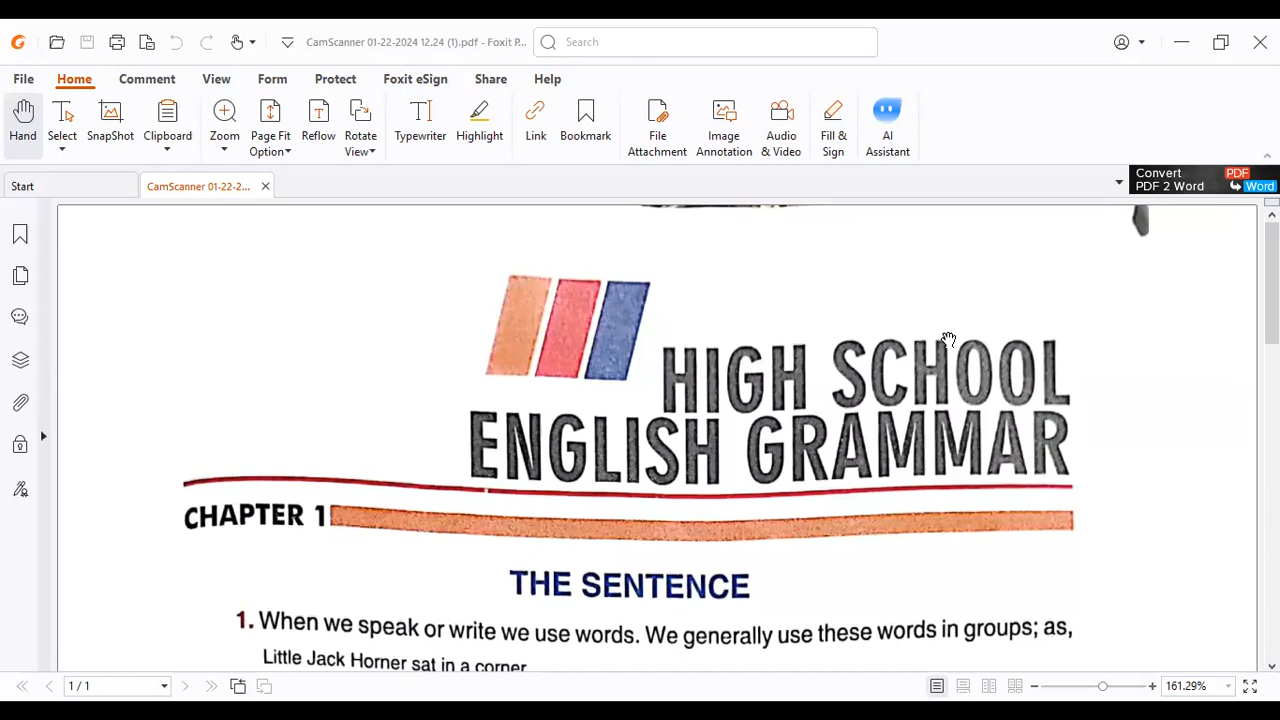 CamScanner 01-22-2024 12.24 (1).pdf - Foxit P...
Search
File Home Comment View Form Protect Foxit eSign Share Help
Hand
Select
SnapShot
Clipboard
Zoom
Page Fit
Option
Reflow
Rotate
View
Typewriter
Highlight
Link
Bookmark
File
Attachment
Image
Annotation
Audio
& Video
Fill &
Sign
AI
Assistant
Start
CamScanner 01-22-2...
Convert PDF
PDF 2 Word Word
HIGH SCHOOL
ENGLISH GRAMMAR
CHAPTER 1
THE SENTENCE
1. When we speak or write we use words. We generally use these words in groups; as,
Little Jack Horner sat in a corner
1 / 1
161.29%